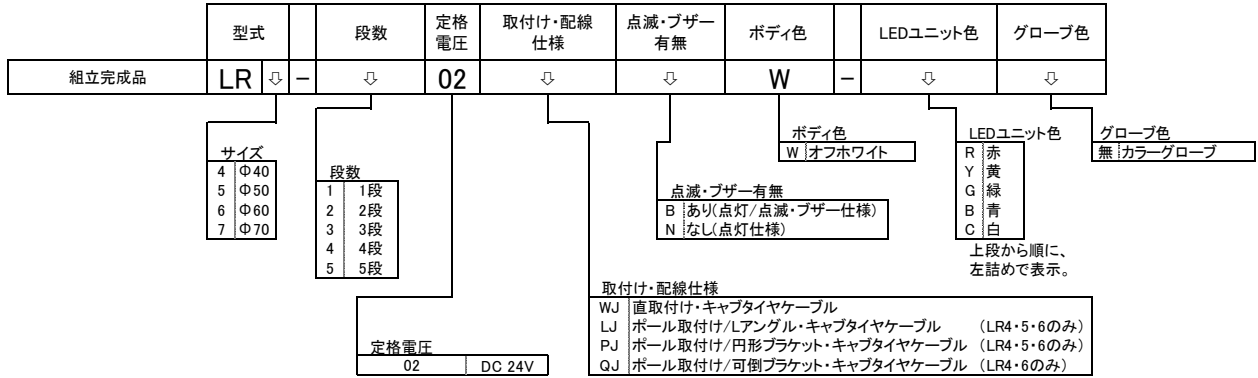 型式 段数 定格電圧 取付け・配線仕様 点滅・ブザー有無 ボディ色 LEDユニット色 グローブ色
組立完成品 LR ⇩ − ⇩ 02 ⇩ ⇩ W − ⇩ ⇩
サイズ
4 Φ40
5 Φ50
6 Φ60
7 Φ70
段数
1 1段
2 2段
3 3段
4 4段
5 5段
定格電圧
02 DC 24V
取付け・配線仕様
WJ 直取付け・キャブタイヤケーブル
LJ ポール取付け/Lアングル・キャブタイヤケーブル (LR4・5・6のみ)
PJ ポール取付け/円形ブラケット・キャブタイヤケーブル (LR4・5・6のみ)
QJ ポール取付け/可倒ブラケット・キャブタイヤケーブル (LR4・6のみ)
点滅・ブザー有無
B あり(点灯/点滅・ブザー仕様)
N なし(点灯仕様)
ボディ色
W オフホワイト
LEDユニット色
R 赤
Y 黄
G 緑
B 青
C 白
上段から順に、
左詰めで表示。
グローブ色
無 カラーグローブ